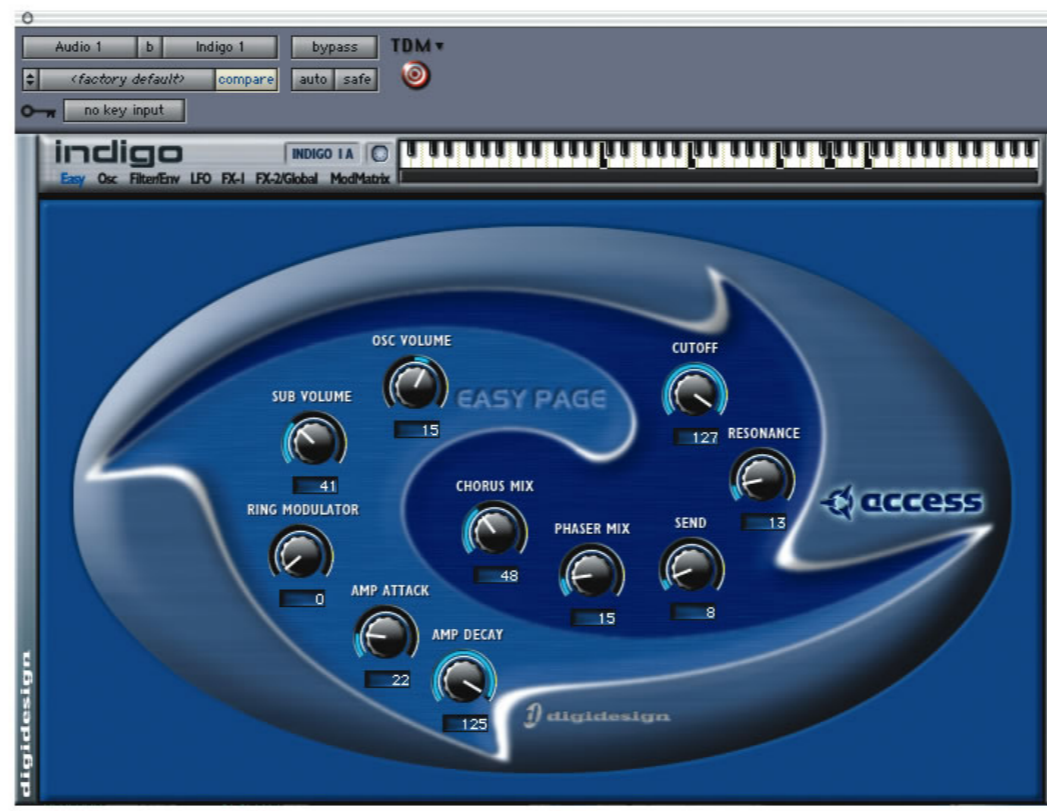 Audio 1 b Indigo 1 bypass TDM
<factory default> compare auto safe
no key input
indigo INDIGO 1 A
Easy Osc Filter/Env LFO FX-1 FX-2/Global ModMatrix
OSC VOLUME
15
EASY PAGE
CUTOFF
127
SUB VOLUME
41
RESONANCE
13
access
CHORUS MIX
48
RING MODULATOR
0
PHASER MIX
15
SEND
8
AMP ATTACK
22
AMP DECAY
125
digidesign
digidesign